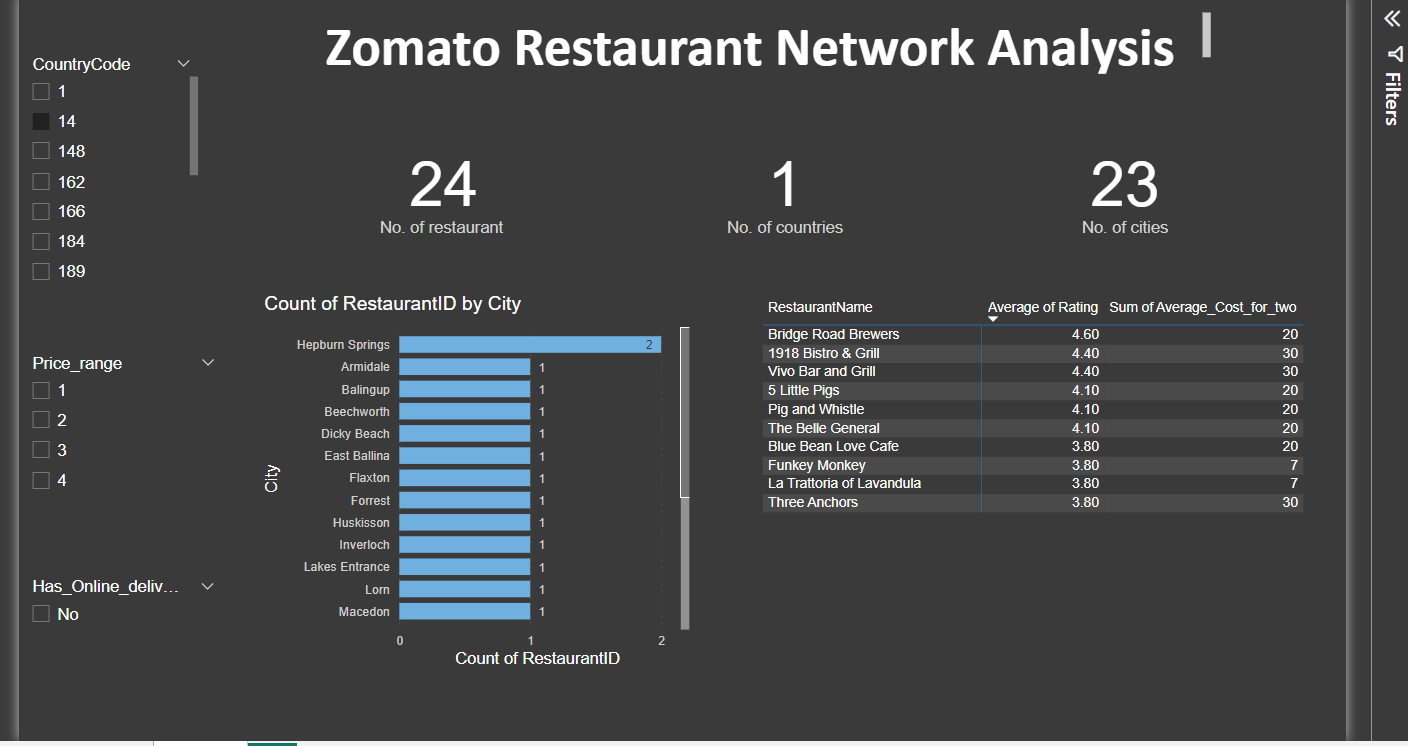 Zomato Restaurant Network Analysis
Filters
CountryCode
1
14
148
162
166
184
189
24
No. of restaurant
1
No. of countries
23
No. of cities
Price_range
1
2
3
4
Has_Online_deliv...
No
Count of RestaurantID by City
City
Hepburn Springs 2
Armidale 1
Balingup 1
Beechworth 1
Dicky Beach 1
East Ballina 1
Flaxton 1
Forrest 1
Huskisson 1
Inverloch 1
Lakes Entrance 1
Lorn 1
Macedon 1
0 1 2
Count of RestaurantID
RestaurantName Average of Rating Sum of Average_Cost_for_two
Bridge Road Brewers 4.60 20
1918 Bistro & Grill 4.40 30
Vivo Bar and Grill 4.40 30
5 Little Pigs 4.10 20
Pig and Whistle 4.10 20
The Belle General 4.10 20
Blue Bean Love Cafe 3.80 20
Funkey Monkey 3.80 7
La Trattoria of Lavandula 3.80 7
Three Anchors 3.80 30